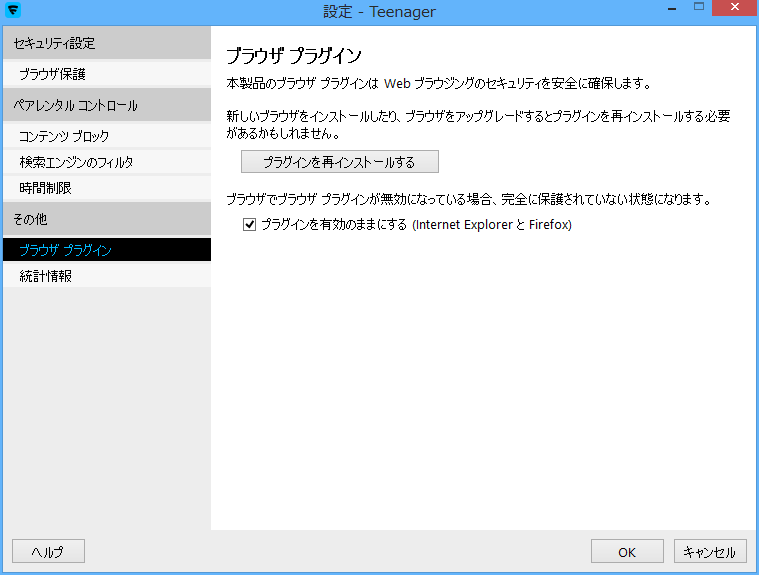 設定 - Teenager
セキュリティ設定
ブラウザ保護
ペアレンタル コントロール
コンテンツ ブロック
検索エンジンのフィルタ
時間制限
その他
ブラウザ プラグイン
統計情報
ブラウザ プラグイン
本製品のブラウザ プラグインは Web ブラウジングのセキュリティを安全に確保します。
新しいブラウザをインストールしたり、ブラウザをアップグレードするとプラグインを再インストールする必要
があるかもしれません。
プラグインを再インストールする
ブラウザでブラウザ プラグインが無効になっている場合、完全に保護されていない状態になります。
プラグインを有効のままにする (Internet Explorer と Firefox)
ヘルプ
OK
キャンセル